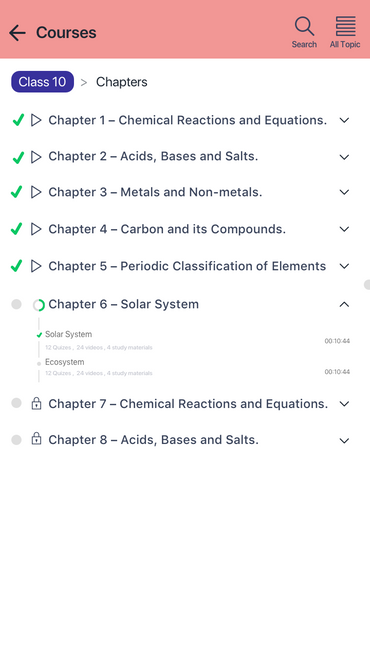 Courses
Search
All Topic
Class 10 > Chapters
Chapter 1 – Chemical Reactions and Equations.
Chapter 2 – Acids, Bases and Salts.
Chapter 3 – Metals and Non-metals.
Chapter 4 – Carbon and its Compounds.
Chapter 5 – Periodic Classification of Elements
Chapter 6 – Solar System
Solar System
12 Quizes , 24 videos , 4 study materials
00:10:44
Ecosystem
12 Quizes , 24 videos , 4 study materials
00:10:44
Chapter 7 – Chemical Reactions and Equations.
Chapter 8 – Acids, Bases and Salts.